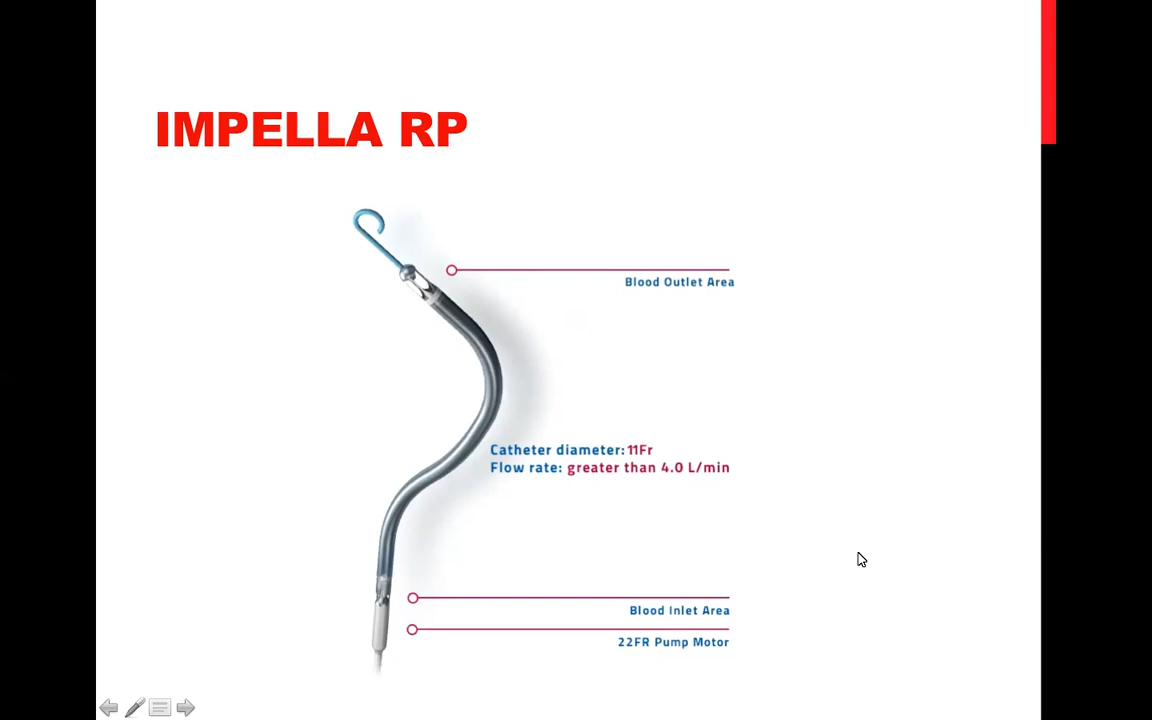 IMPELLA RP
Blood Outlet Area
Catheter diameter: 11Fr
Flow rate: greater than 4.0 L/min
Blood Inlet Area
22FR Pump Motor